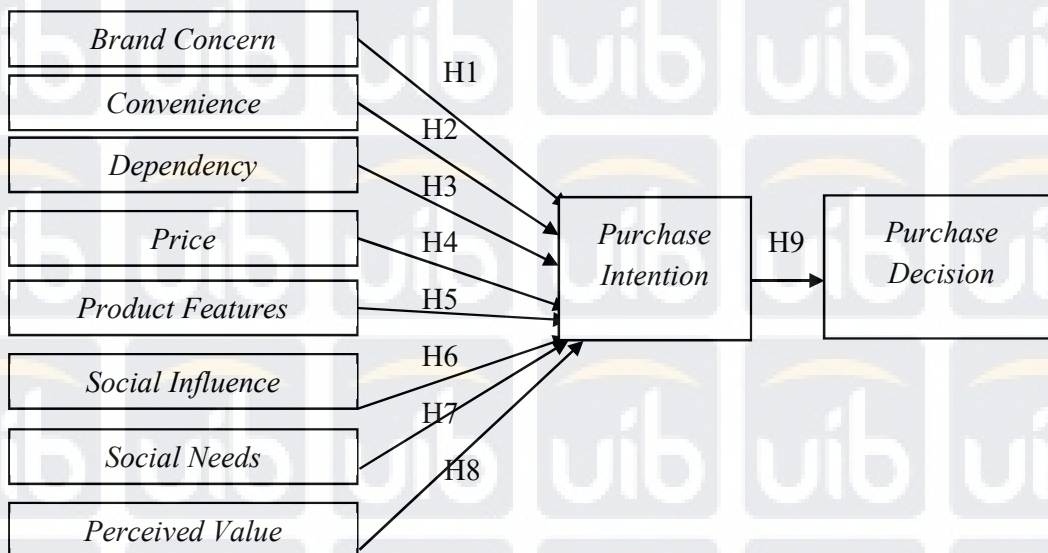 Brand Concern
Convenience
Dependency
Price
Product Features
Social Influence
Social Needs
Perceived Value
H1
H2
H3
H4
H5
H6
H7
H8
Purchase
Intention
H9
Purchase
Decision
uib